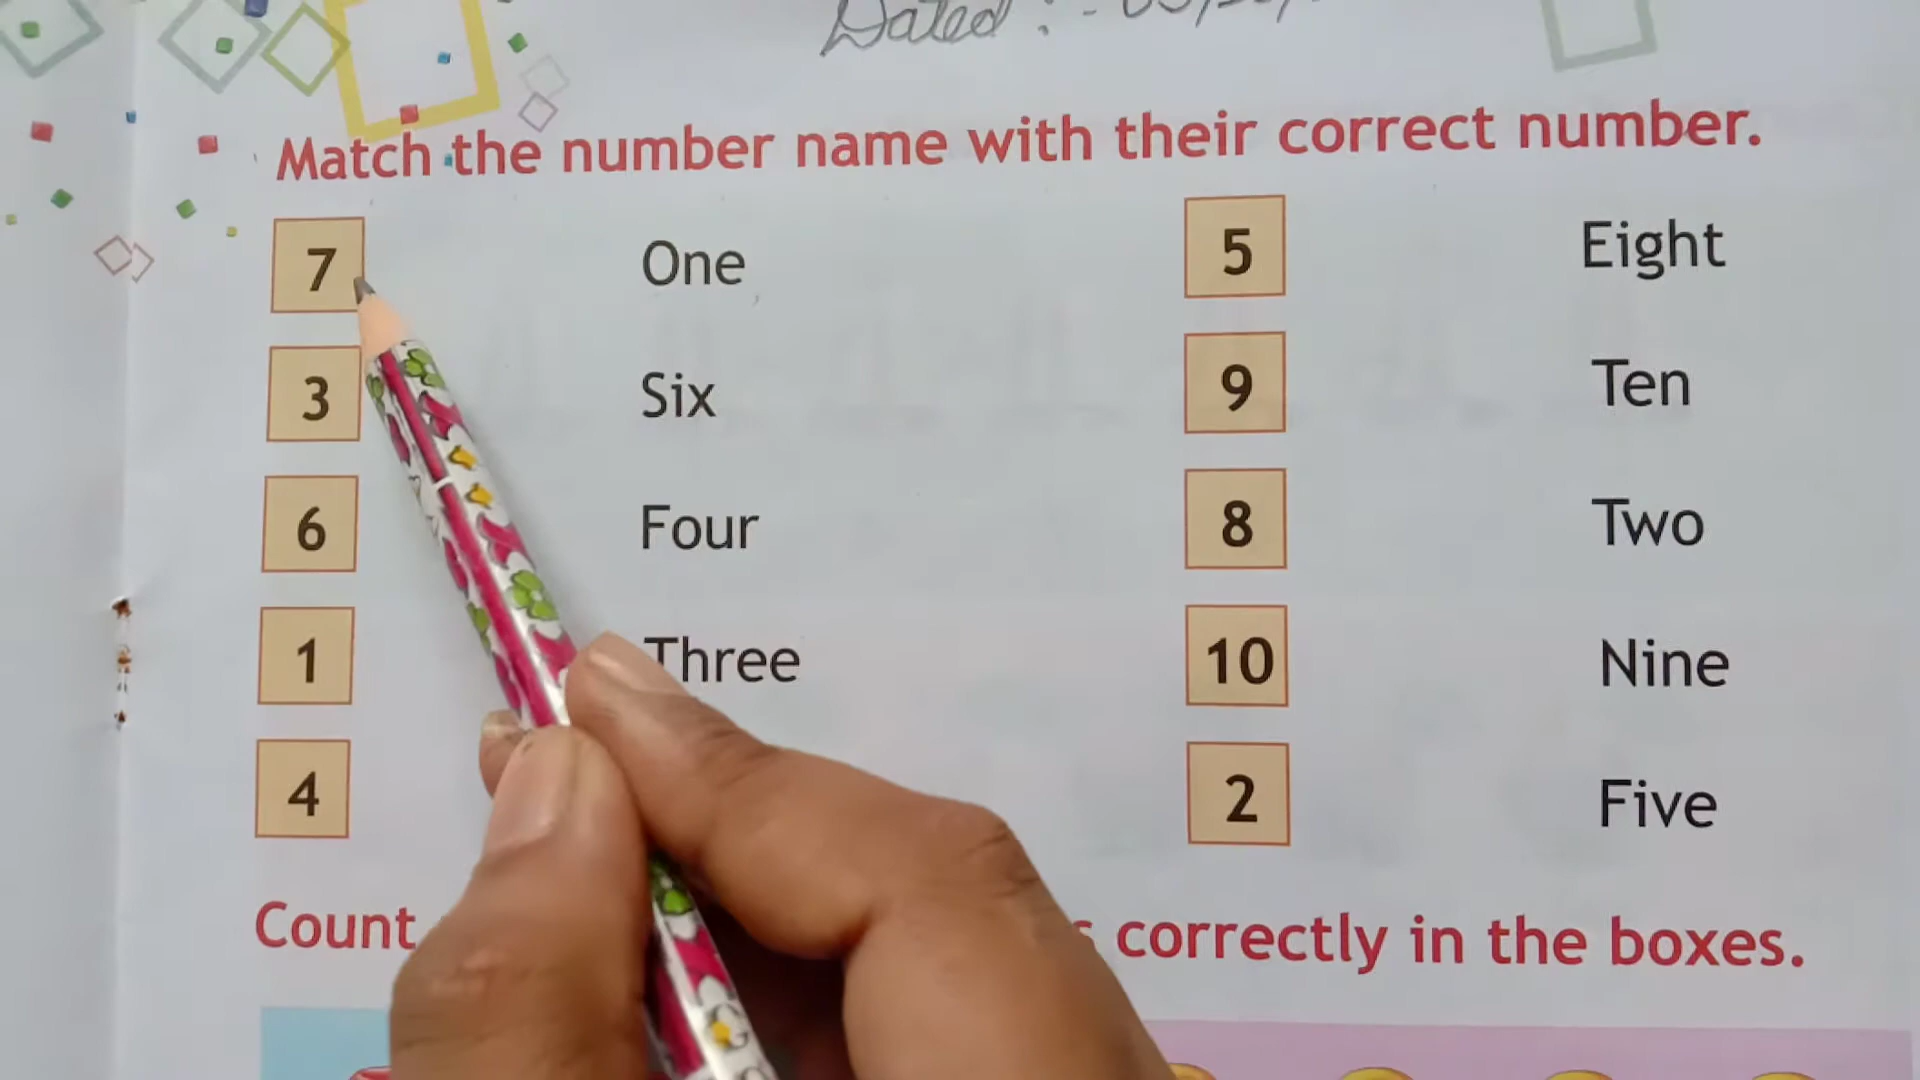 Dated :-
Match the number name with their correct number.
7 One 5 Eight
3 Six 9 Ten
6 Four 8 Two
1 Three 10 Nine
4 2 Five
Count correctly in the boxes.